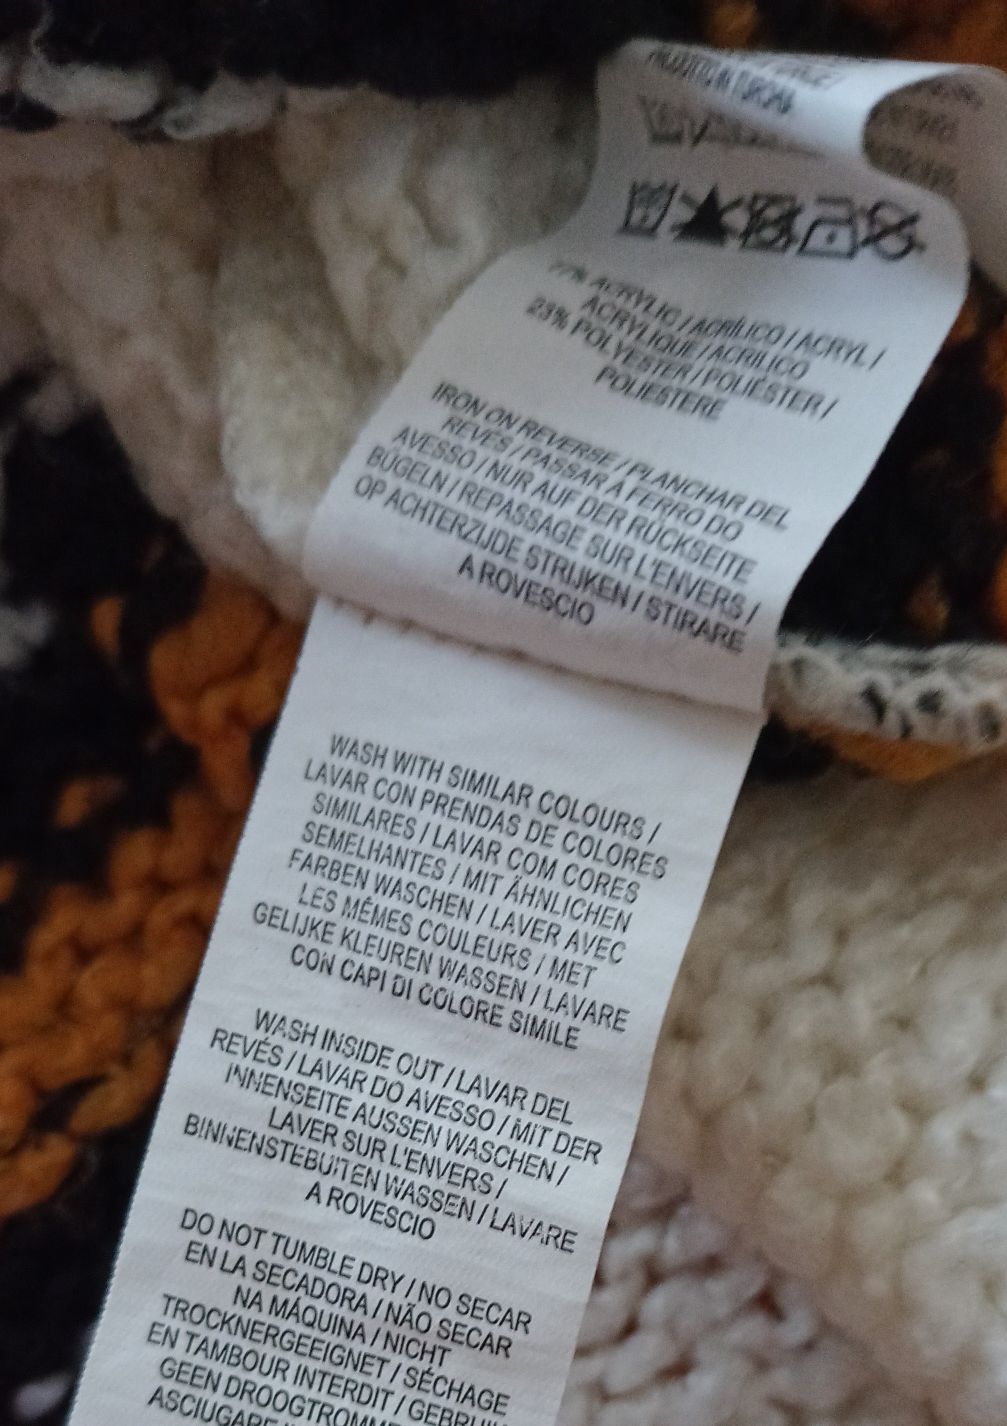 77% ACRYLIC / ACRÍLICO / ACRYL /
ACRYLIQUE / ACRILICO
23% POLYESTER / POLIÉSTER /
POLIESTERE
IRON ON REVERSE / PLANCHAR DEL
REVÉS / PASSAR A FERRO DO
AVESSO / NUR AUF DER RÜCKSEITE
BÜGELN / REPASSAGE SUR L'ENVERS /
OP ACHTERZIJDE STRIJKEN / STIRARE
A ROVESCIO
WASH WITH SIMILAR COLOURS /
LAVAR CON PRENDAS DE COLORES
SIMILARES / LAVAR COM CORES
SEMELHANTES / MIT ÄHNLICHEN
FARBEN WASCHEN / LAVER AVEC
LES MÊMES COULEURS / MET
GELIJKE KLEUREN WASSEN / LAVARE
CON CAPI DI COLORE SIMILE
WASH INSIDE OUT / LAVAR DEL
REVÉS / LAVAR DO AVESSO / MIT DER
INNENSEITE AUSSEN WASCHEN /
LAVER SUR L'ENVERS /
BINNENSTEBUITEN WASSEN / LAVARE
A ROVESCIO
DO NOT TUMBLE DRY / NO SECAR
EN LA SECADORA / NÃO SECAR
NA MÁQUINA / NICHT
TROCKNERGEEIGNET / SÉCHAGE
EN TAMBOUR INTERDIT / GEBRUIK
GEEN DROOGTROMME
ASCIUGARE